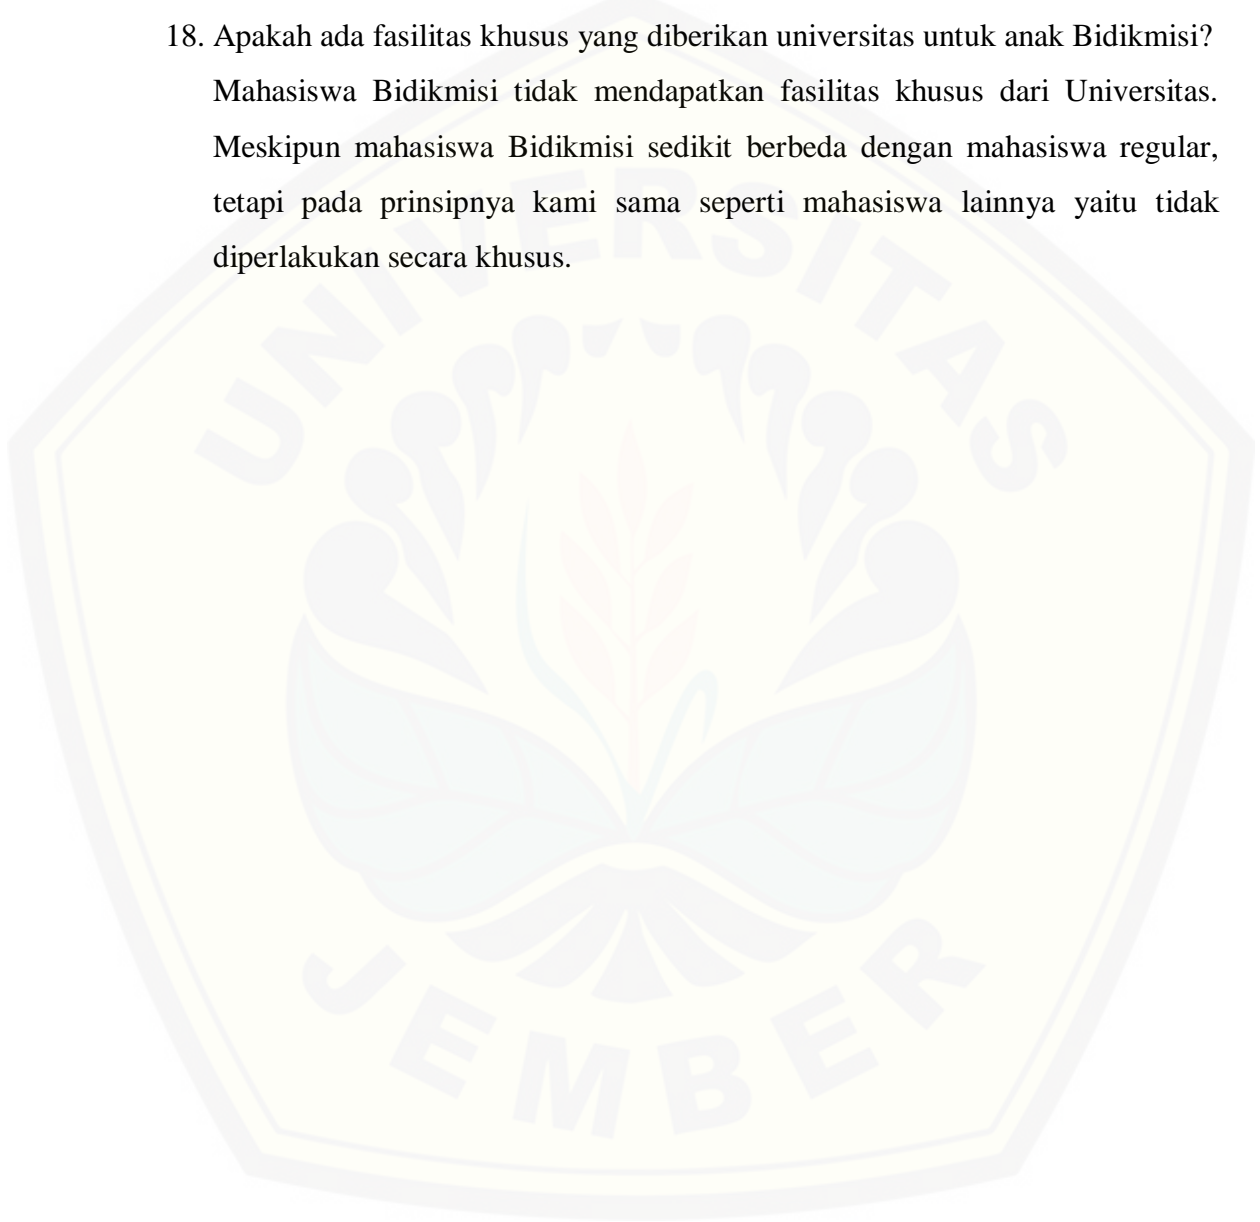 18. Apakah ada fasilitas khusus yang diberikan universitas untuk anak Bidikmisi?
Mahasiswa Bidikmisi tidak mendapatkan fasilitas khusus dari Universitas.
Meskipun mahasiswa Bidikmisi sedikit berbeda dengan mahasiswa regular,
tetapi pada prinsipnya kami sama seperti mahasiswa lainnya yaitu tidak
diperlakukan secara khusus.
UNIVERSITAS
JEMBER